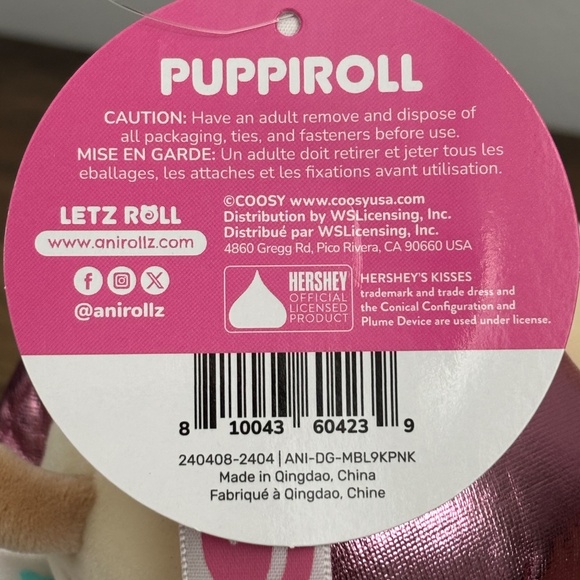 PUPPIROLL
CAUTION: Have an adult remove and dispose of
all packaging, ties, and fasteners before use.
MISE EN GARDE: Un adulte doit retirer et jeter tous les
eballages, les attaches et les fixations avant utilisation.
LETZ ROLL
www.anirollz.com
@anirollz
©COOSY www.coosyusa.com
Distribution by WSLicensing, Inc.
Distribué par WSLicensing, Inc.
4860 Gregg Rd, Pico Rivera, CA 90660 USA
HERSHEY
OFFICIAL
LICENSED
PRODUCT
HERSHEY'S KISSES
trademark and trade dress and
the Conical Configuration and
Plume Device are used under license.
8 10043 60423 9
240408-2404 | ANI-DG-MBL9KPNK
Made in Qingdao, China
Fabriqué à Qingdao, Chine